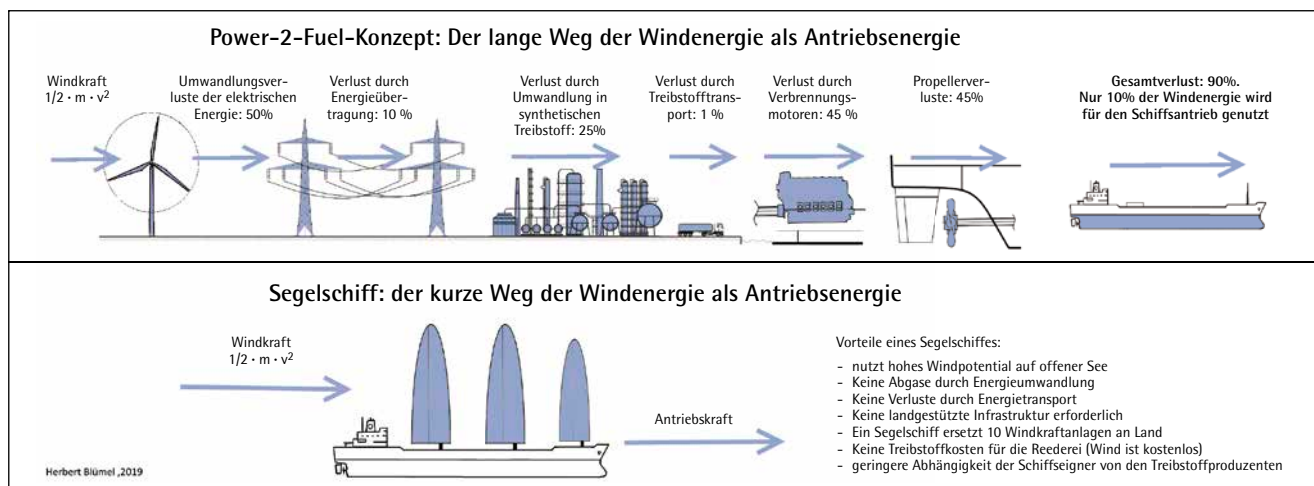 Power-2-Fuel-Konzept: Der lange Weg der Windenergie als Antriebsenergie
Windkraft
1/2 · m · v²
Umwandlungsver-
luste der elektrischen
Energie: 50%
Verlust durch
Energieüber-
tragung: 10 %
Verlust durch
Umwandlung in
synthetischen
Treibstoff: 25%
Verlust durch
Treibstofftrans-
port: 1 %
Verlust durch
Verbrennungs-
motoren: 45 %
Propellerver-
luste: 45%
Gesamtverlust: 90%.
Nur 10% der Windenergie wird
für den Schiffsantrieb genutzt
Segelschiff: der kurze Weg der Windenergie als Antriebsenergie
Windkraft
1/2 · m · v²
Antriebskraft
Vorteile eines Segelschiffes:
- nutzt hohes Windpotential auf offener See
- Keine Abgase durch Energieumwandlung
- Keine Verluste durch Energietransport
- Keine landgestützte Infrastruktur erforderlich
- Ein Segelschiff ersetzt 10 Windkraftanlagen an Land
- Keine Treibstoffkosten für die Reederei (Wind ist kostenlos)
- geringere Abhängigkeit der Schiffseigner von den Treibstoffproduzenten
Herbert Blümel ,2019